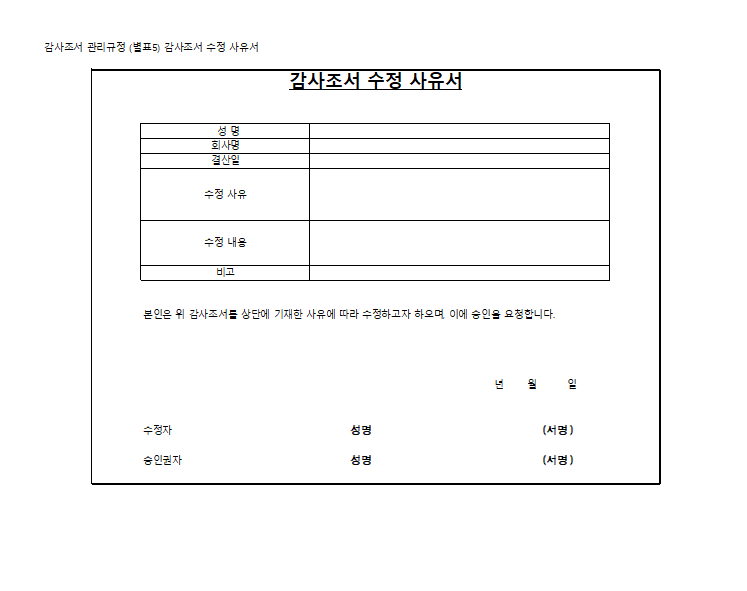 감사조서 관리규정 (별표5) 감사조서 수정 사유서
감사조서 수정 사유서
성 명
회사명
결산일
수정 사유
수정 내용
비고
본인은 위 감사조서를 상단에 기재한 사유에 따라 수정하고자 하오며, 이에 승인을 요청합니다.
년 월 일
수정자 성명 (서명)
승인권자 성명 (서명)